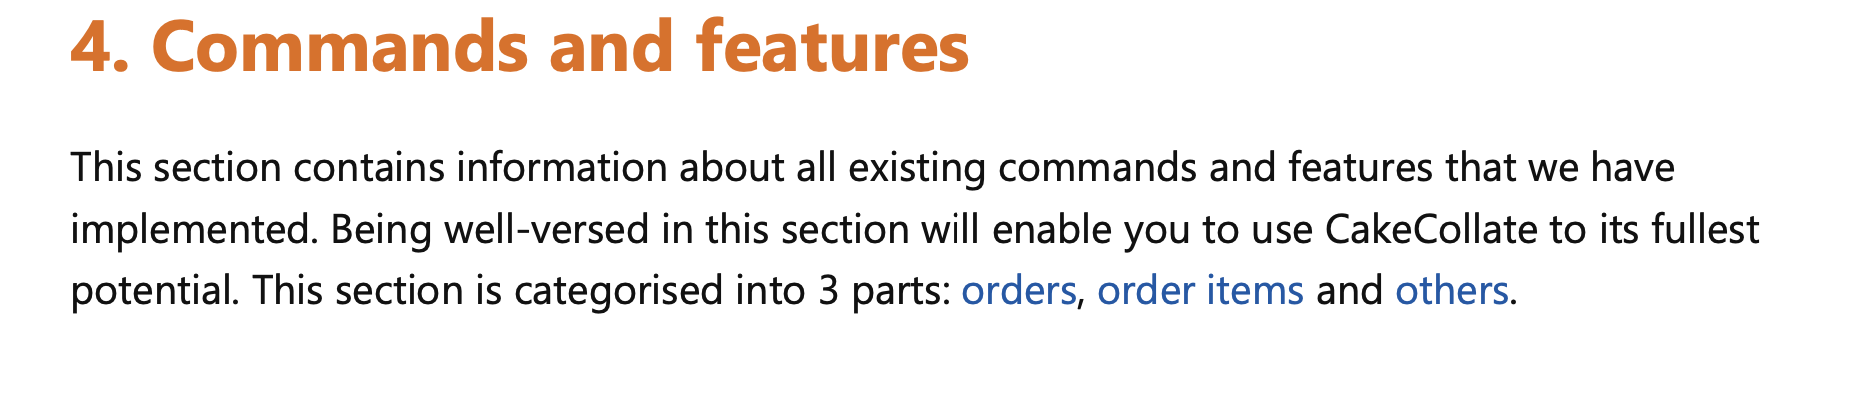 4. Commands and features
This section contains information about all existing commands and features that we have
implemented. Being well-versed in this section will enable you to use CakeCollate to its fullest
potential. This section is categorised into 3 parts: orders, order items and others.